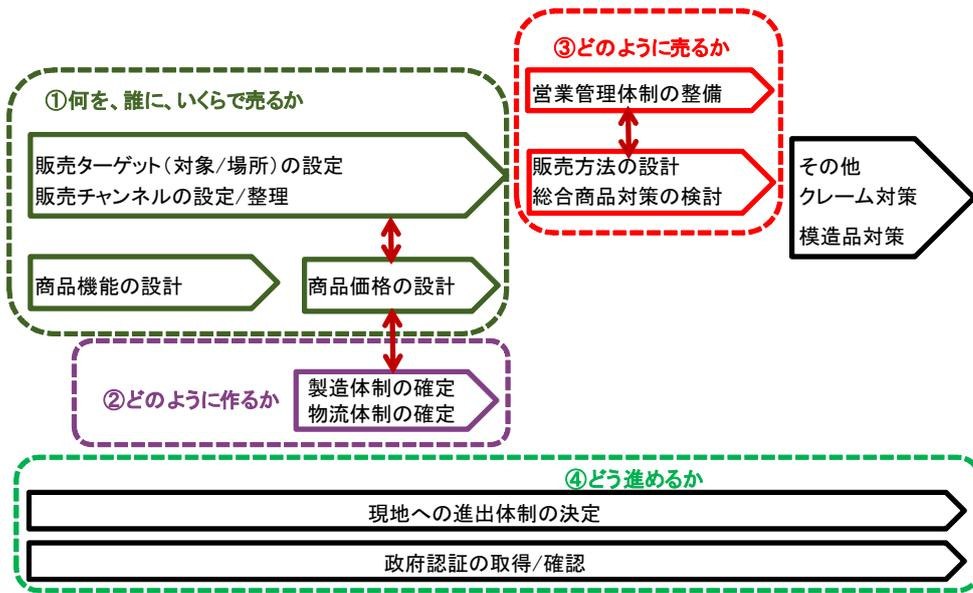 ①何を、誰に、いくらで売るか
販売ターゲット(対象/場所)の設定
販売チャンネルの設定/整理
商品機能の設計
商品価格の設計
②どのように作るか
製造体制の確定
物流体制の確定
③どのように売るか
営業管理体制の整備
販売方法の設計
総合商品対策の検討
その他
クレーム対策
模造品対策
④どう進めるか
現地への進出体制の決定
政府認証の取得/確認